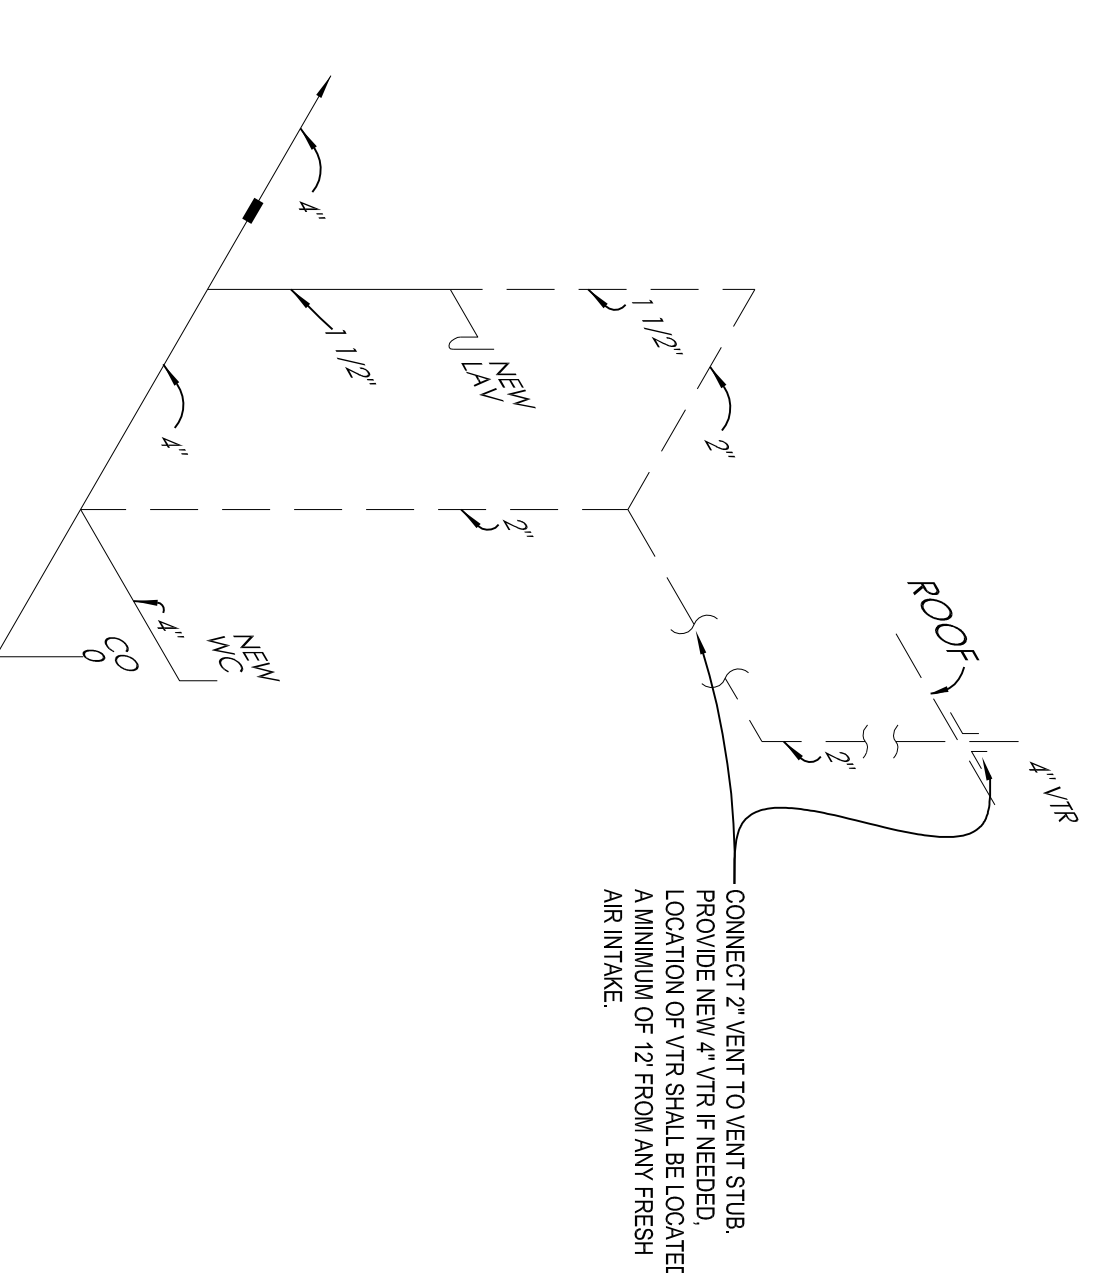 4"
1 1/2"
1 1/2"
NEW
LAV
2"
4"
2"
4"
NEW
WC
CO
ROOF
2"
4" VTR
CONNECT 2" VENT TO VENT STUB.
PROVIDE NEW 4" VTR IF NEEDED,
LOCATION OF VTR SHALL BE LOCATED
A MINIMUM OF 12' FROM ANY FRESH
AIR INTAKE.